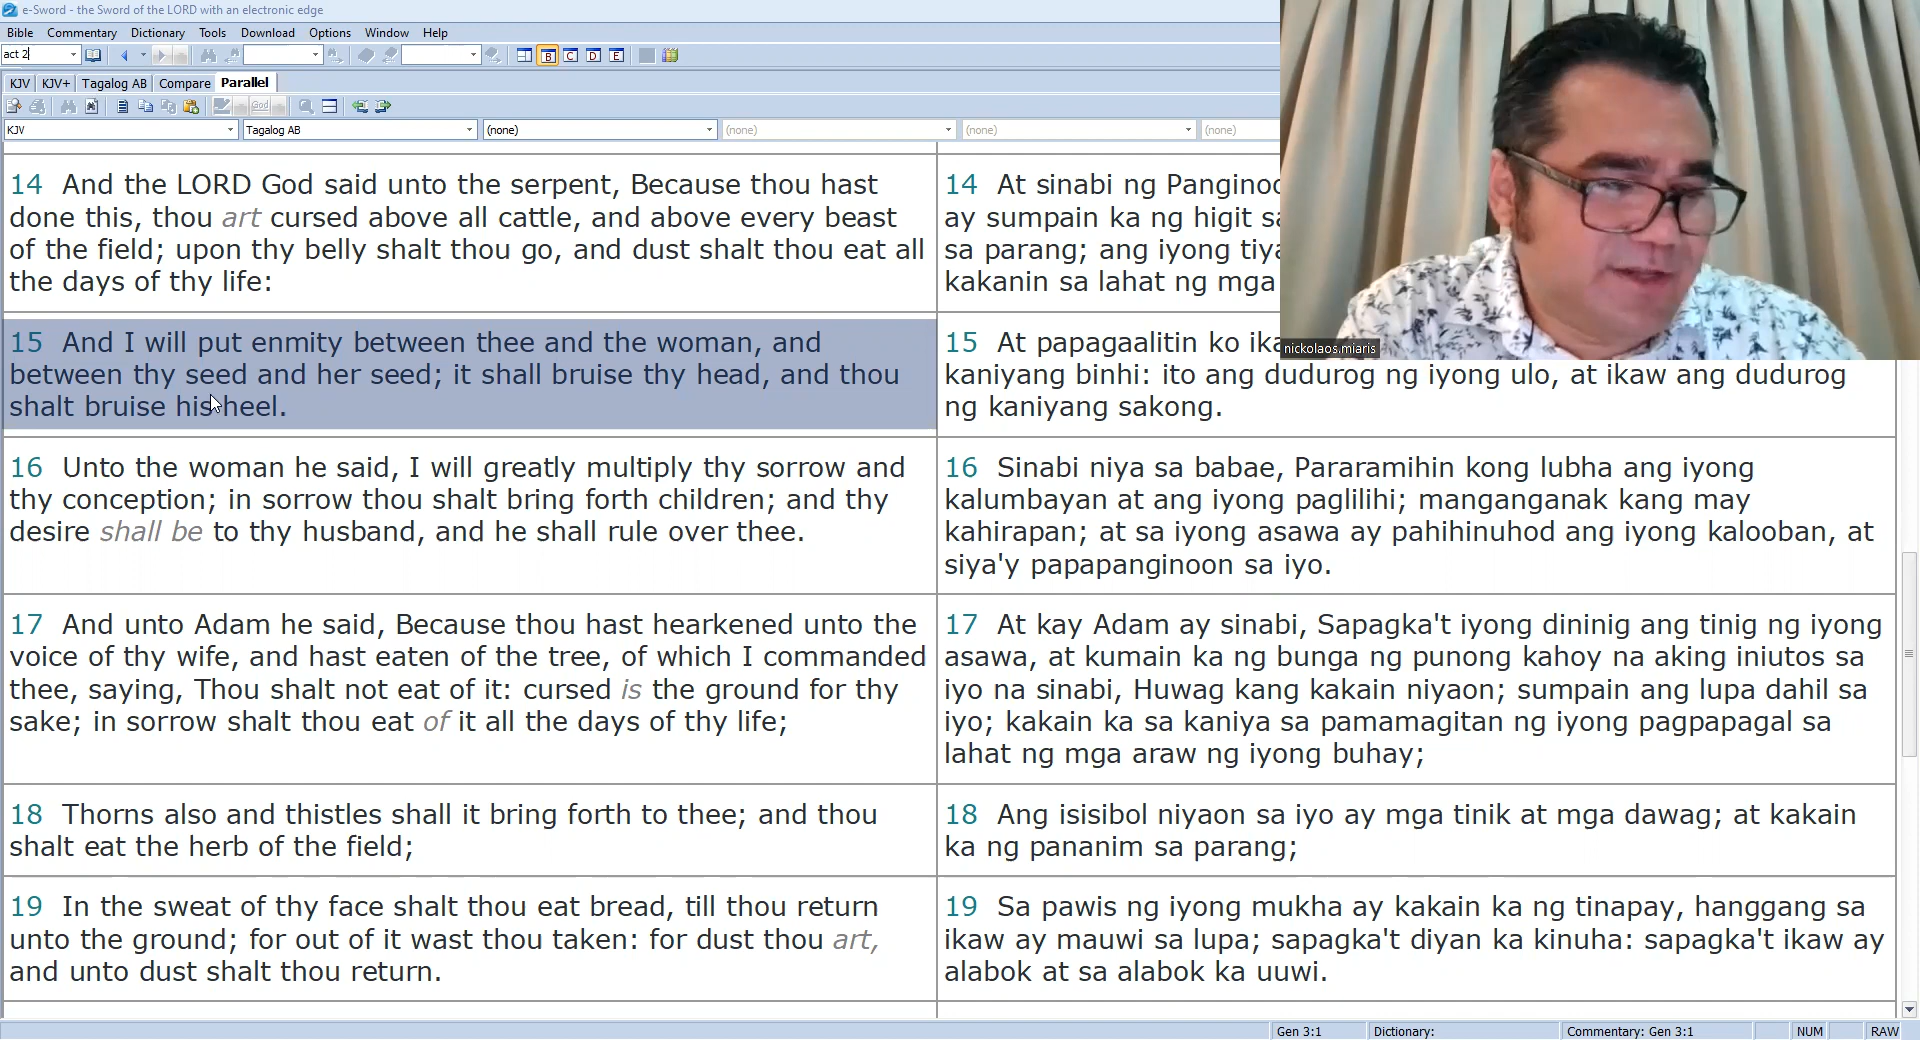 e-Sword - the Sword of the LORD with an electronic edge
Bible Commentary Dictionary Tools Download Options Window Help
act 2
B C D E
KJV KJV+ Tagalog AB Compare Parallel
God
KJV Tagalog AB (none) (none) (none) (none)
14 And the LORD God said unto the serpent, Because thou hast
done this, thou art cursed above all cattle, and above every beast
of the field; upon thy belly shalt thou go, and dust shalt thou eat all
the days of thy life:
14 At sinabi ng
ay sumpain ka ng higit
sa parang; ang iyong
kakanin sa lahat ng mga
nickolaos.miaris
15 And I will put enmity between thee and the woman, and
between thy seed and her seed; it shall bruise thy head, and thou
shalt bruise his heel.
15 At papagaalitin ko
kaniyang binhi: ito ang dudurog ng iyong ulo, at ikaw ang dudurog
ng kaniyang sakong.
16 Unto the woman he said, I will greatly multiply thy sorrow and
thy conception; in sorrow thou shalt bring forth children; and thy
desire shall be to thy husband, and he shall rule over thee.
16 Sinabi niya sa babae, Pararamihin kong lubha ang iyong
kalumbayan at ang iyong paglilihi; manganganak kang may
kahirapan; at sa iyong asawa ay pahihinuhod ang iyong kalooban, at
siya'y papapanginoon sa iyo.
17 And unto Adam he said, Because thou hast hearkened unto the
voice of thy wife, and hast eaten of the tree, of which I commanded
thee, saying, Thou shalt not eat of it: cursed is the ground for thy
sake; in sorrow shalt thou eat of it all the days of thy life;
17 At kay Adam ay sinabi, Sapagka't iyong dininig ang tinig ng iyong
asawa, at kumain ka ng bunga ng punong kahoy na aking iniutos sa
iyo na sinabi, Huwag kang kakain niyaon; sumpain ang lupa dahil sa
iyo; kakain ka sa kaniya sa pamamagitan ng iyong pagpapagal sa
lahat ng mga araw ng iyong buhay;
18 Thorns also and thistles shall it bring forth to thee; and thou
shalt eat the herb of the field;
18 Ang isisibol niyaon sa iyo ay mga tinik at mga dawag; at kakain
ka ng pananim sa parang;
19 In the sweat of thy face shalt thou eat bread, till thou return
unto the ground; for out of it wast thou taken: for dust thou art,
and unto dust shalt thou return.
19 Sa pawis ng iyong mukha ay kakain ka ng tinapay, hanggang sa
ikaw ay mauwi sa lupa; sapagka't diyan ka kinuha: sapagka't ikaw ay
alabok at sa alabok ka uuwi.
Gen 3:1 Dictionary: Commentary: Gen 3:1 NUM RAW